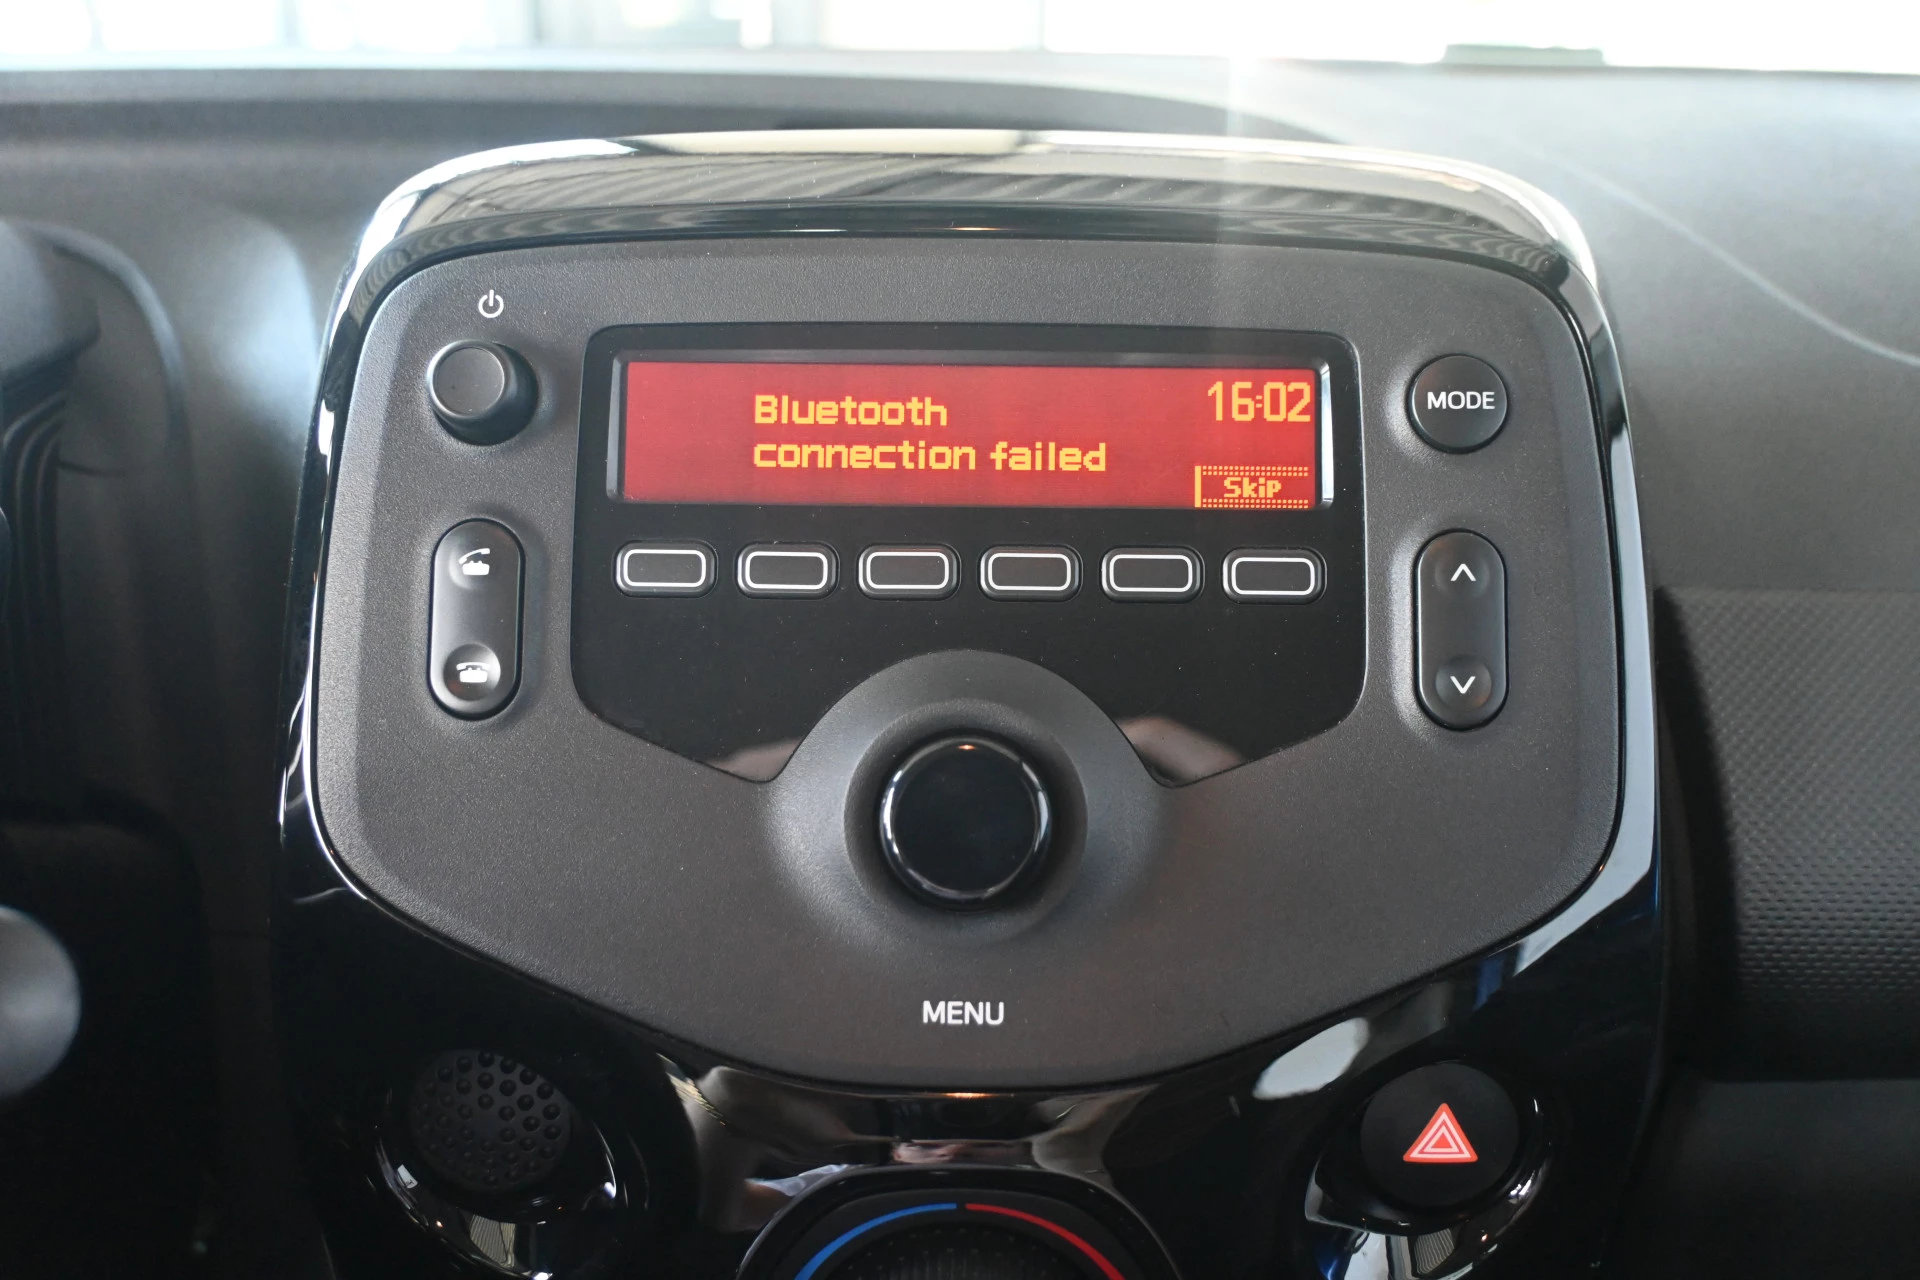 Bluetooth
connection failed
16:02
Skip
MODE
MENU